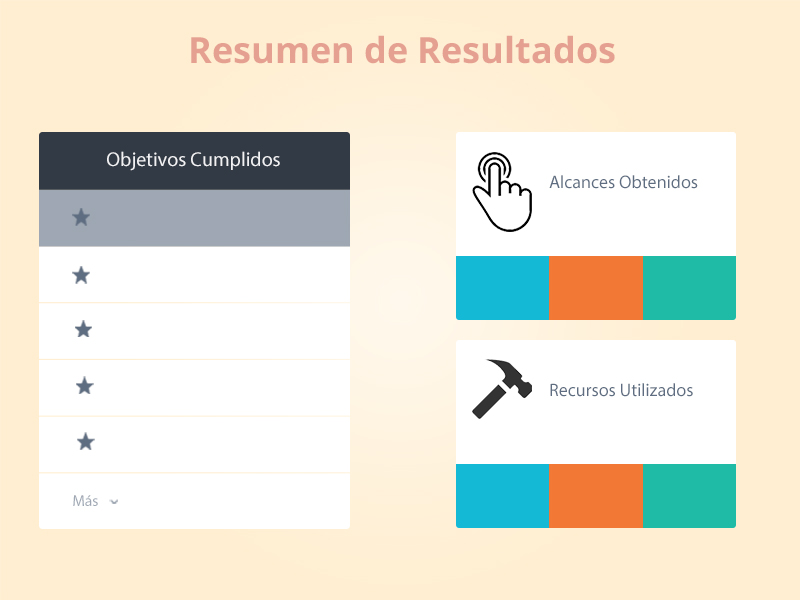 Resumen de Resultados
Objetivos Cumplidos
Más
Alcances Obtenidos
Recursos Utilizados